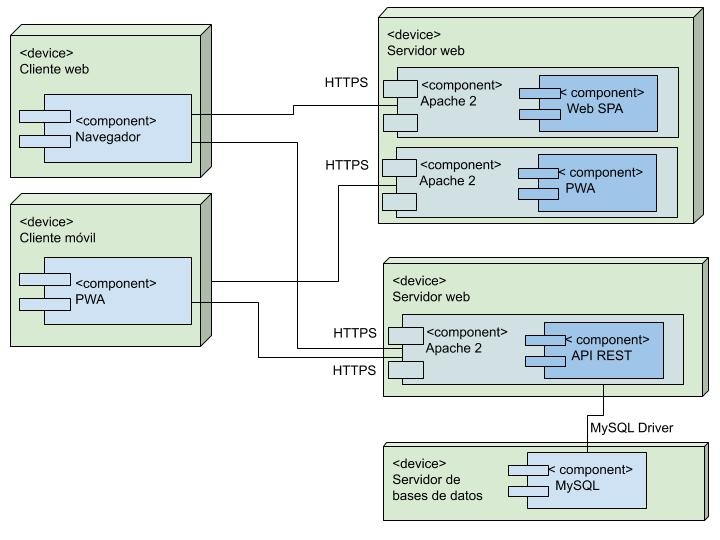 <device>
Cliente web
<component>
Navegador
<device>
Cliente móvil
<component>
PWA
HTTPS
HTTPS
HTTPS
HTTPS
<device>
Servidor web
<component>
Apache 2
< component>
Web SPA
<component>
Apache 2
< component>
PWA
<device>
Servidor web
<component>
Apache 2
< component>
API REST
MySQL Driver
<device>
Servidor de
bases de datos
< component>
MySQL